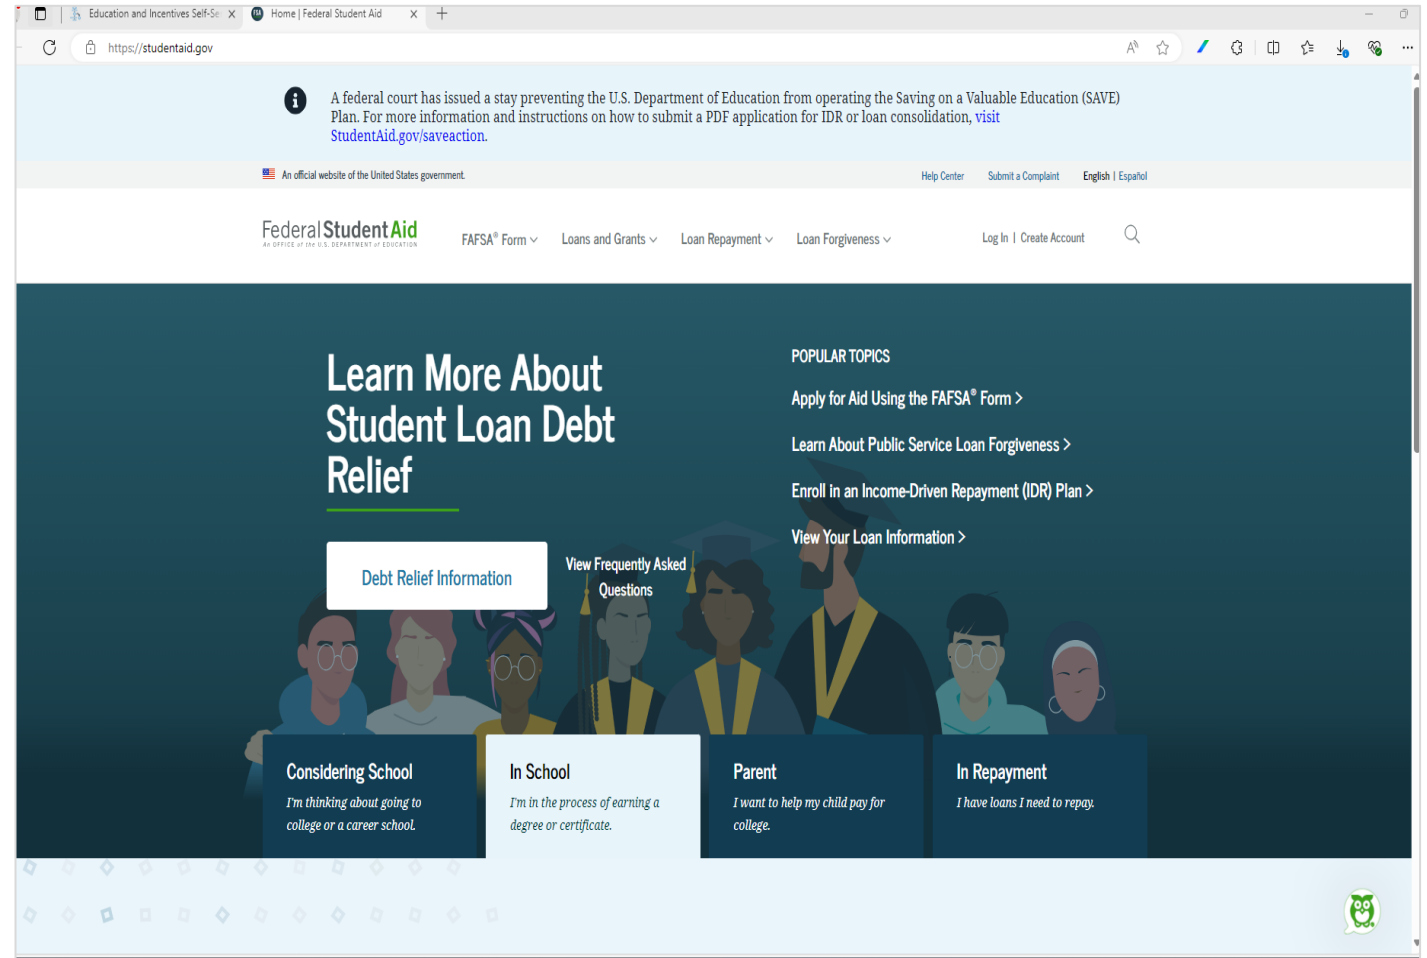 Education and Incentives Self-Se
FSA
Home | Federal Student Aid
https://studentaid.gov
A federal court has issued a stay preventing the U.S. Department of Education from operating the Saving on a Valuable Education (SAVE)
Plan. For more information and instructions on how to submit a PDF application for IDR or loan consolidation, visit
StudentAid.gov/saveaction.
An official website of the United States government.
Help Center
Submit a Complaint
English | Español
Federal Student Aid
An OFFICE of the U.S. DEPARTMENT of EDUCATION
FAFSA® Form
Loans and Grants
Loan Repayment
Loan Forgiveness
Log In | Create Account
Learn More About
Student Loan Debt
Relief
Debt Relief Information
View Frequently Asked
Questions
POPULAR TOPICS
Apply for Aid Using the FAFSA® Form >
Learn About Public Service Loan Forgiveness >
Enroll in an Income-Driven Repayment (IDR) Plan >
View Your Loan Information >
Considering School
I'm thinking about going to
college or a career school.
In School
I'm in the process of earning a
degree or certificate.
Parent
I want to help my child pay for
college.
In Repayment
I have loans I need to repay.